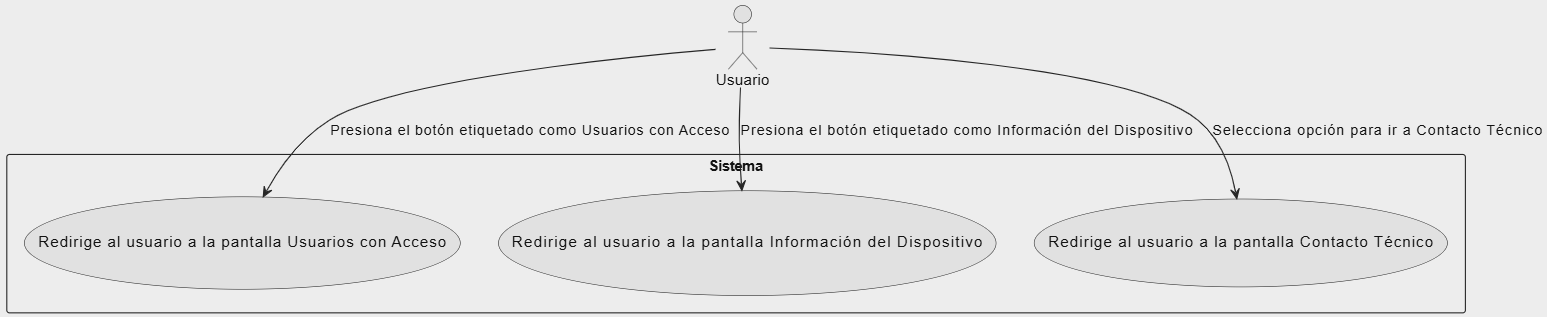 Usuario
Presiona el botón etiquetado como Usuarios con Acceso
Presiona el botón etiquetado como Información del Dispositivo
Selecciona opción para ir a Contacto Técnico
Sistema
Redirige al usuario a la pantalla Usuarios con Acceso
Redirige al usuario a la pantalla Información del Dispositivo
Redirige al usuario a la pantalla Contacto Técnico